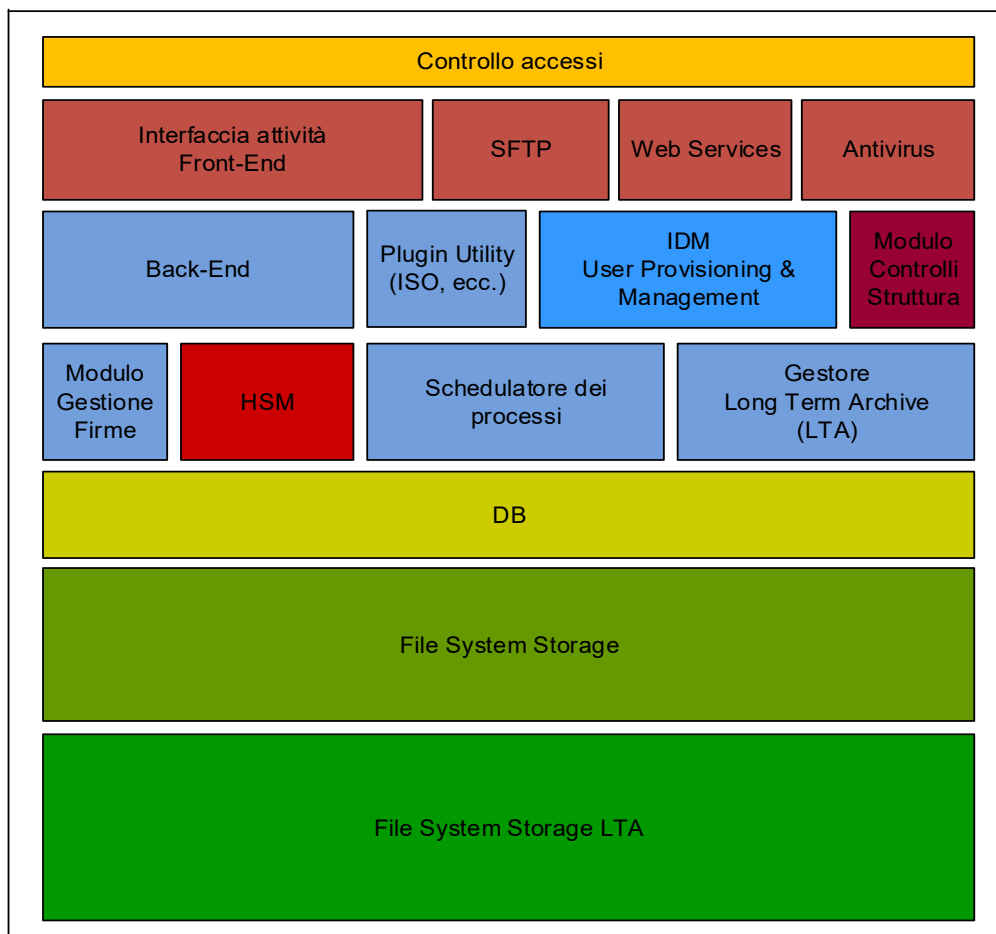 Controllo accessi
Interfaccia attività
Front-End
SFTP
Web Services
Antivirus
Back-End
Plugin Utility
(ISO, ecc.)
IDM
User Provisioning &
Management
Modulo
Controlli
Struttura
Modulo
Gestione
Firme
HSM
Schedulatore dei
processi
Gestore
Long Term Archive
(LTA)
DB
File System Storage
File System Storage LTA